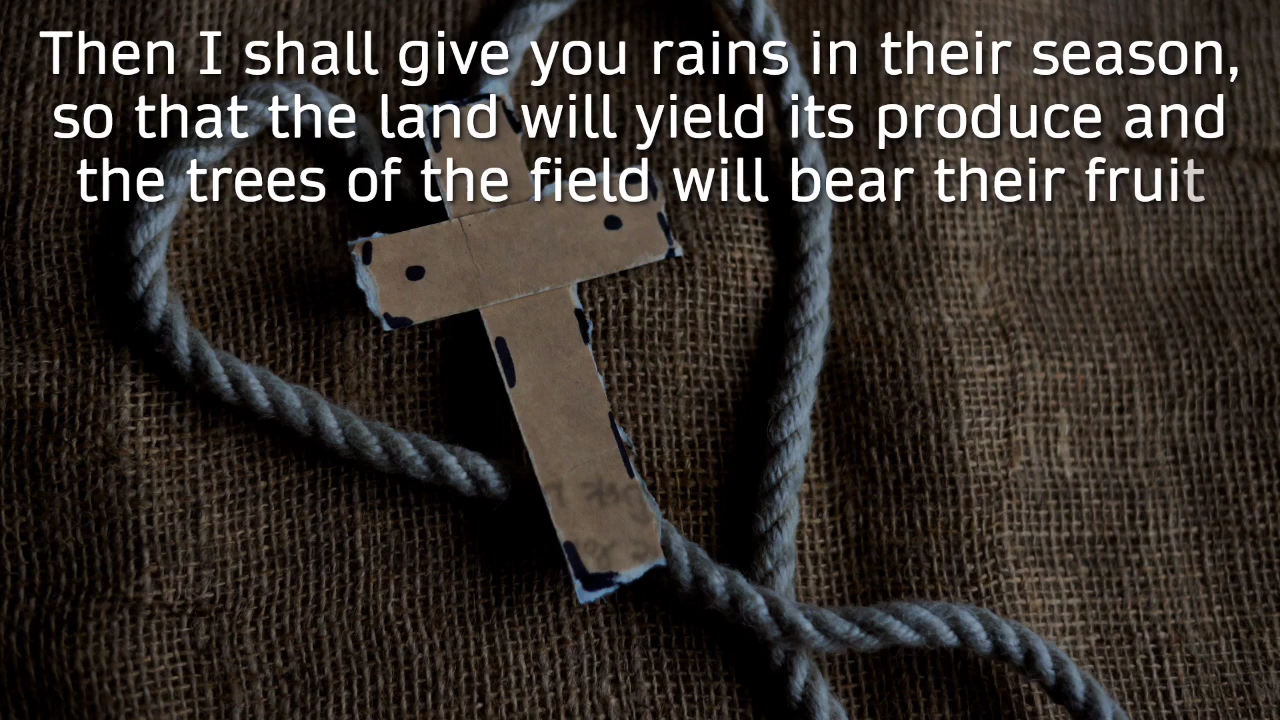 Then I shall give you rains in their season,
so that the land will yield its produce and
the trees of the field will bear their fruit